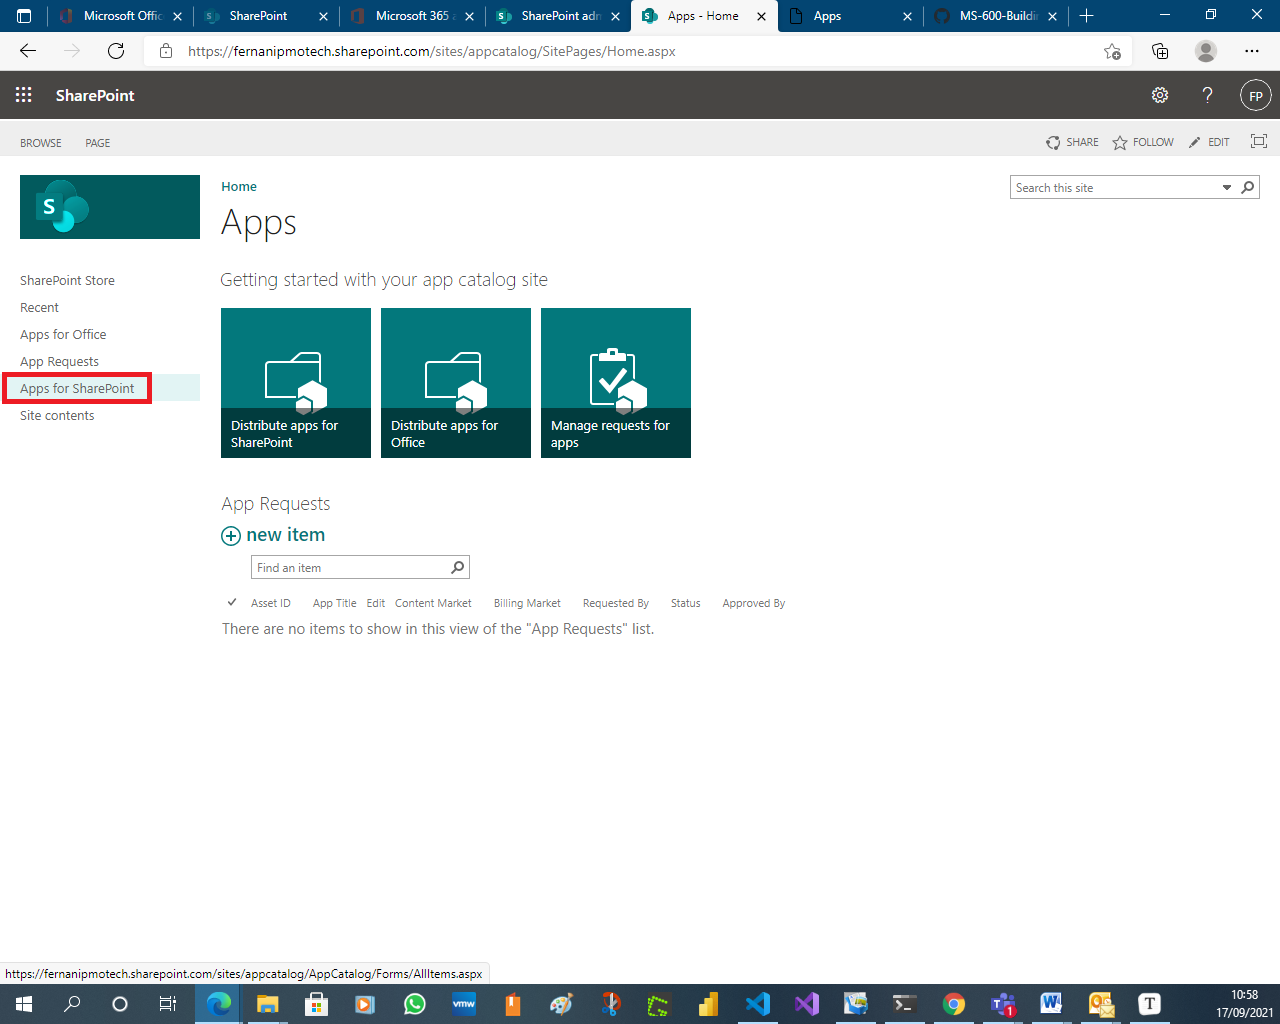 Microsoft Offic
SharePoint
Microsoft 365 a
SharePoint adm
Apps - Home
Apps
MS-600-Buildin
https://fernanipmotech.sharepoint.com/sites/appcatalog/SitePages/Home.aspx
SharePoint
?
FP
BROWSE
PAGE
SHARE
FOLLOW
EDIT
S
Home
Search this site
Apps
SharePoint Store
Recent
Apps for Office
App Requests
Apps for SharePoint
Site contents
Getting started with your app catalog site
Distribute apps for
SharePoint
Distribute apps for
Office
Manage requests for
apps
App Requests
new item
Find an item
Asset ID
App Title
Edit
Content Market
Billing Market
Requested By
Status
Approved By
There are no items to show in this view of the "App Requests" list.
https://fernanipmotech.sharepoint.com/sites/appcatalog/AppCatalog/Forms/AllItems.aspx
vmw
1
W
T
10:58
17/09/2021